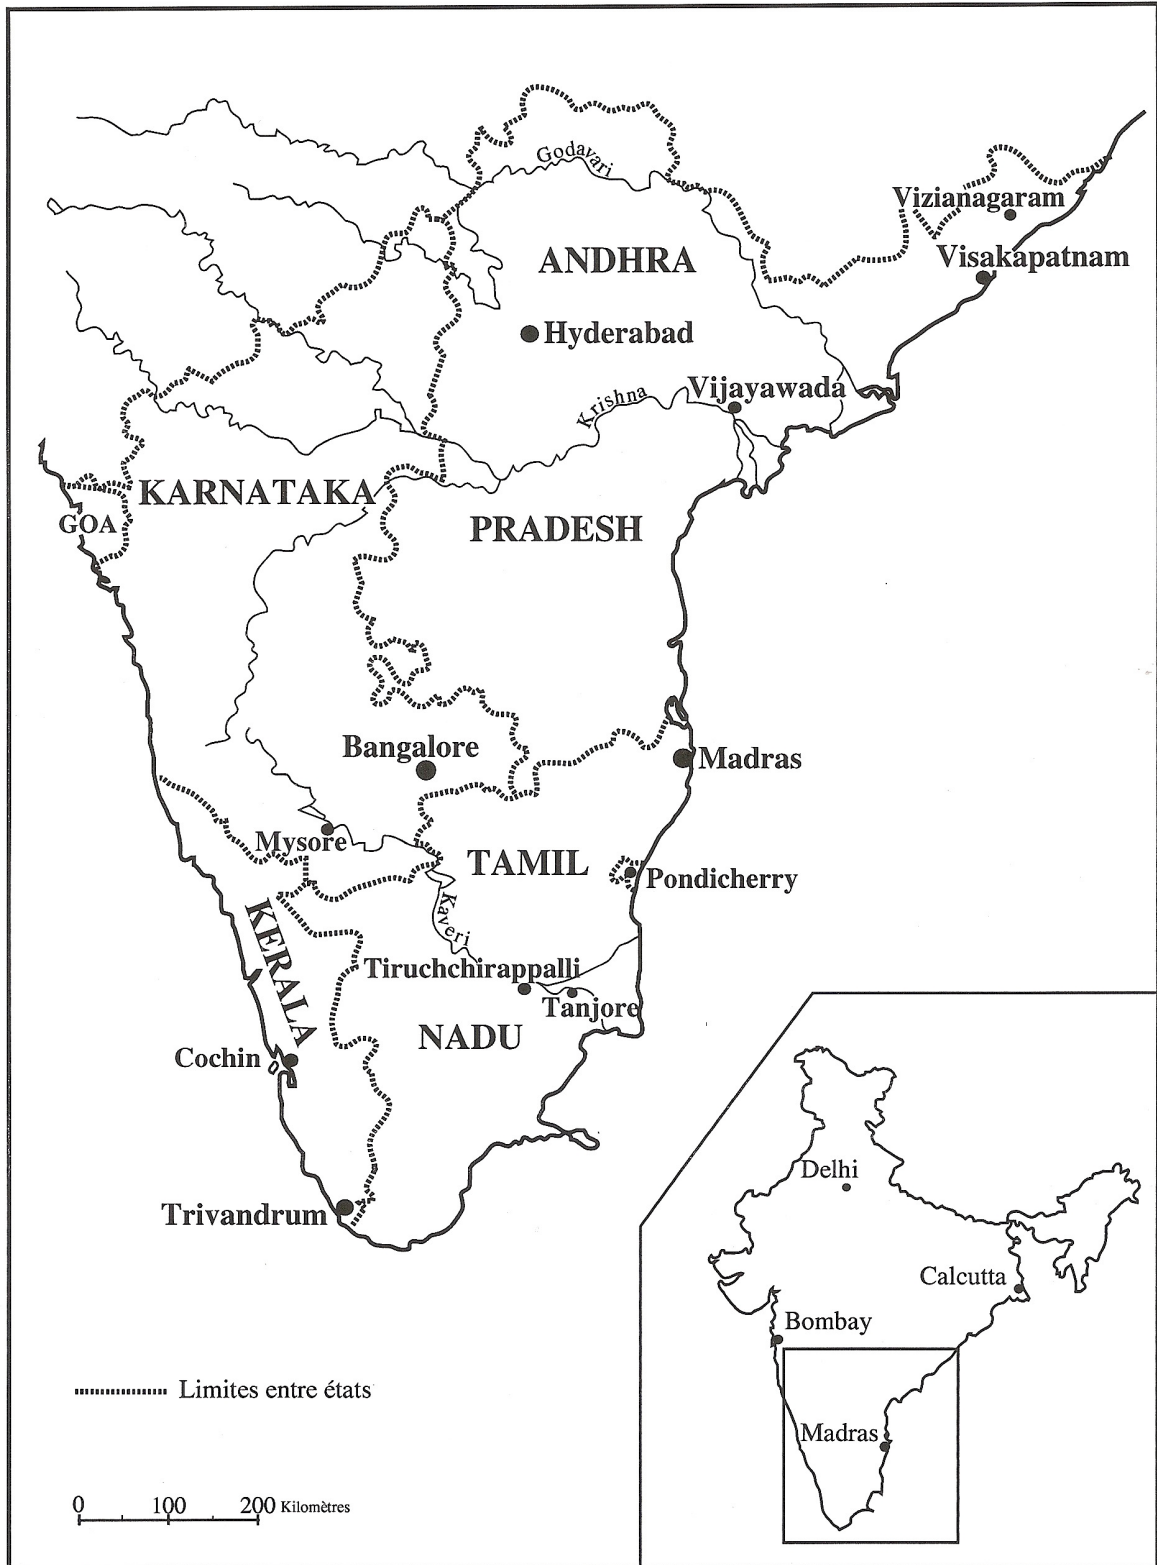 Godavari
Vizianagaram
ANDHRA
Visakapatnam
Hyderabad
Krishna
Vijayawada
KARNATAKA
GOA
PRADESH
Bangalore
Madras
Mysore
TAMIL
Pondicherry
KERALA
Kaveri
Tiruchchirappalli
Tanjore
NADU
Cochin
Trivandrum
Delhi
Calcutta
Bombay
Madras
Limites entre états
0 100 200 Kilomètres